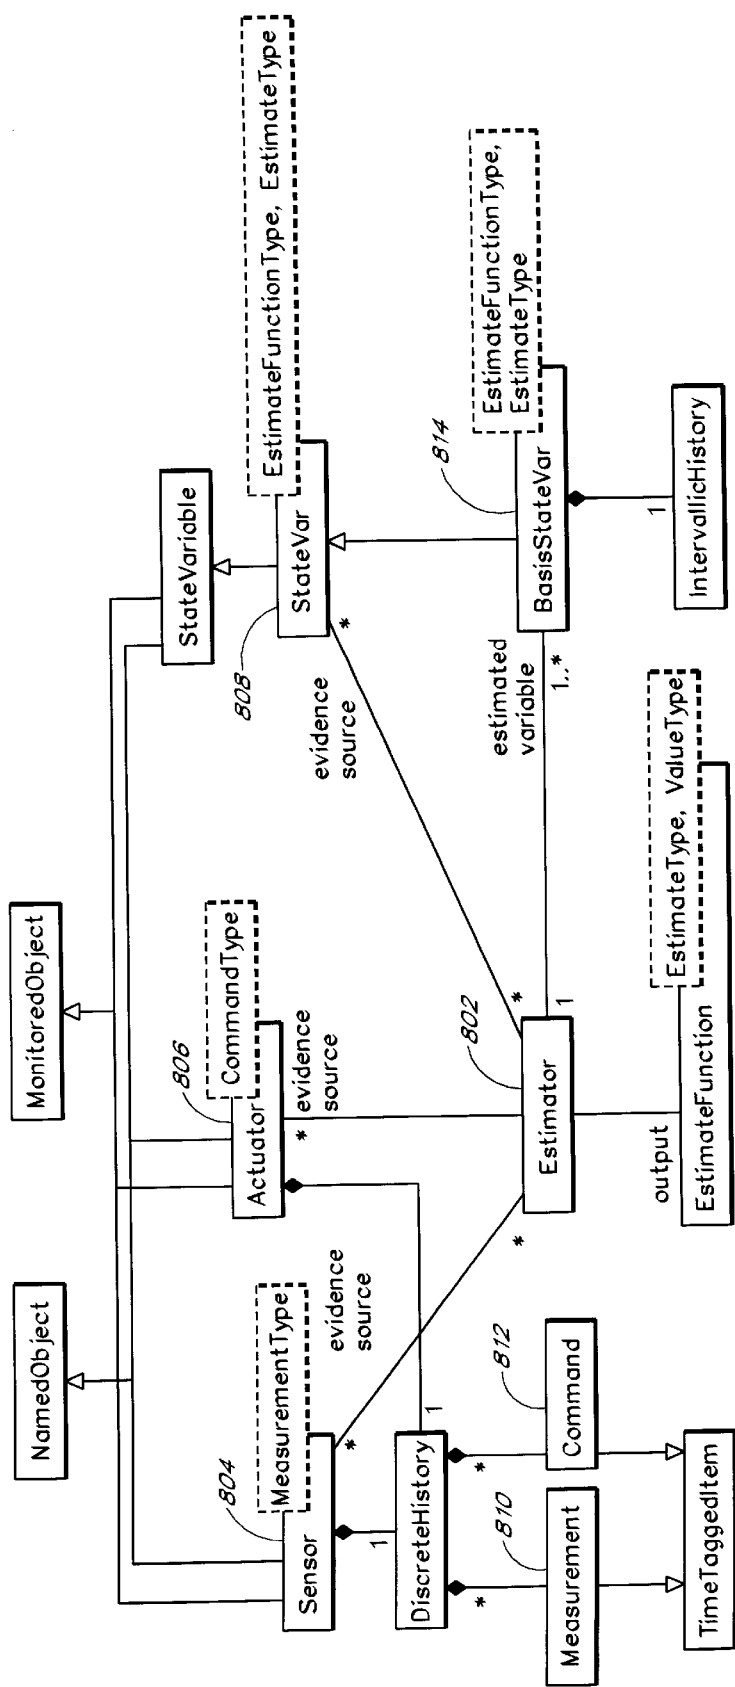 NamedObject
MonitoredObject
StateVariable
804
MeasurementType
Sensor
806
CommandType
Actuator
808
EstimateFunctionType, EstimateType
StateVar
*
evidence
source
*
evidence
source
*
evidence
source
1
1
DiscreteHistory
*
*
810
Measurement
812
Command
TimeTaggedItem
*
*
802
Estimator
1
estimated
variable
1..*
814
EstimateFunctionType,
EstimateType
BasisStateVar
output
EstimateType, ValueType
EstimateFunction
1
IntervallicHistory